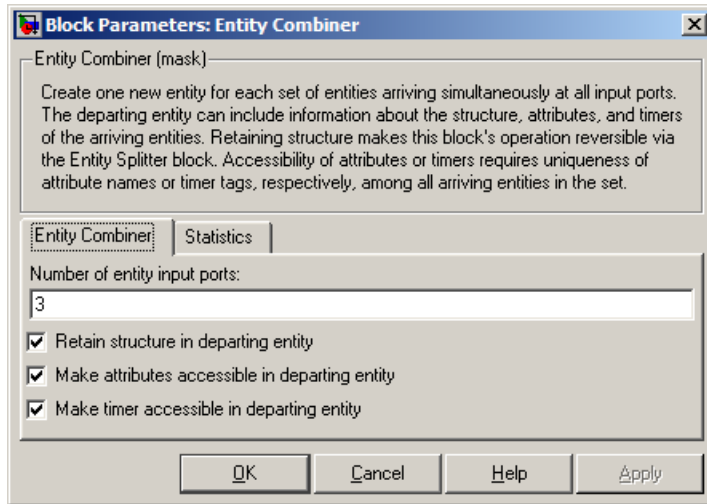 Block Parameters: Entity Combiner
Entity Combiner (mask)
Create one new entity for each set of entities arriving simultaneously at all input ports.
The departing entity can include information about the structure, attributes, and timers
of the arriving entities. Retaining structure makes this block's operation reversible via
the Entity Splitter block. Accessibility of attributes or timers requires uniqueness of
attribute names or timer tags, respectively, among all arriving entities in the set.
Entity Combiner Statistics
Number of entity input ports:
3
Retain structure in departing entity
Make attributes accessible in departing entity
Make timer accessible in departing entity
OK Cancel Help Apply